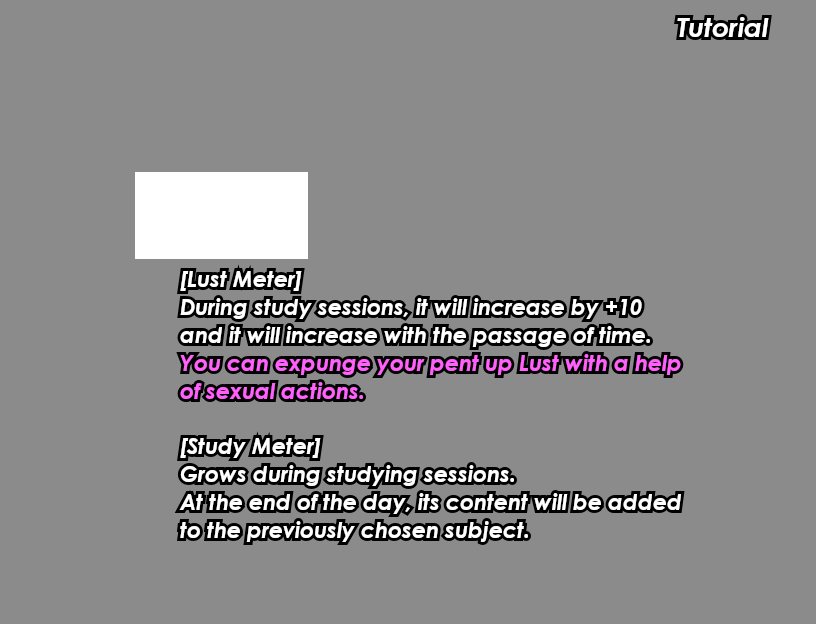 Tutorial
[Lust Meter]
During study sessions, it will increase by +10
and it will increase with the passage of time.
You can expunge your pent up Lust with a help
of sexual actions.
[Study Meter]
Grows during studying sessions.
At the end of the day, its content will be added
to the previously chosen subject.